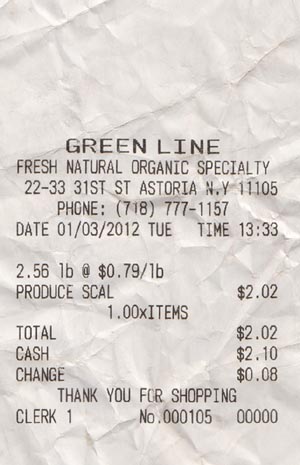 GREEN LINE
FRESH NATURAL ORGANIC SPECIALTY
22-33 31ST ST ASTORIA N.Y 11105
PHONE: (718) 777-1157
DATE 01/03/2012 TUE TIME 13:33
2.56 lb @ $0.79/lb
PRODUCE SCAL $2.02
1.00xITEMS
TOTAL $2.02
CASH $2.10
CHANGE $0.08
THANK YOU FOR SHOPPING
CLERK 1 No.000105 00000